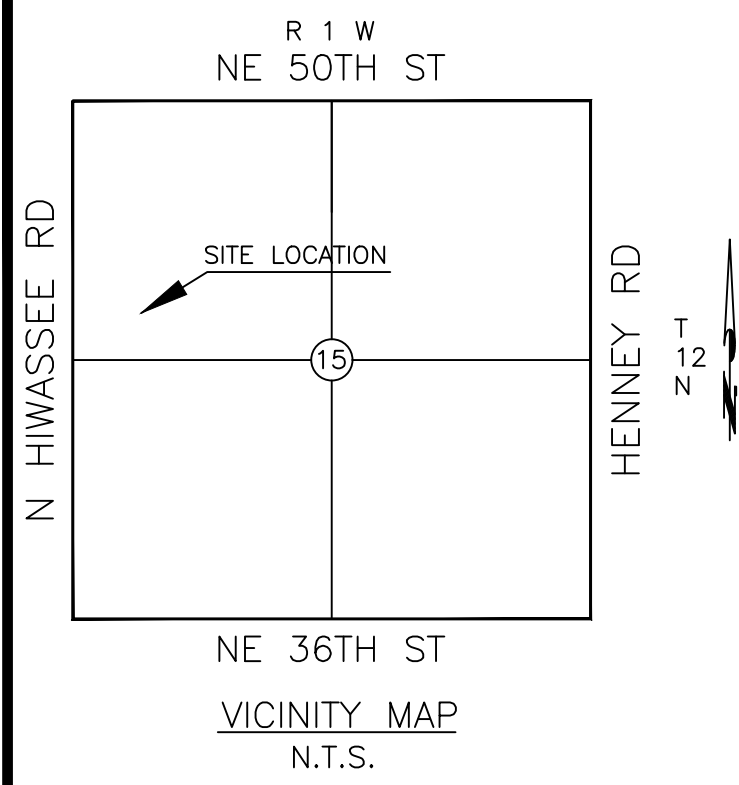 R 1 W
NE 50TH ST
N HIWASSEE RD
SITE LOCATION
HENNEY RD
T
12
N
15
N
NE 36TH ST
VICINITY MAP
N.T.S.